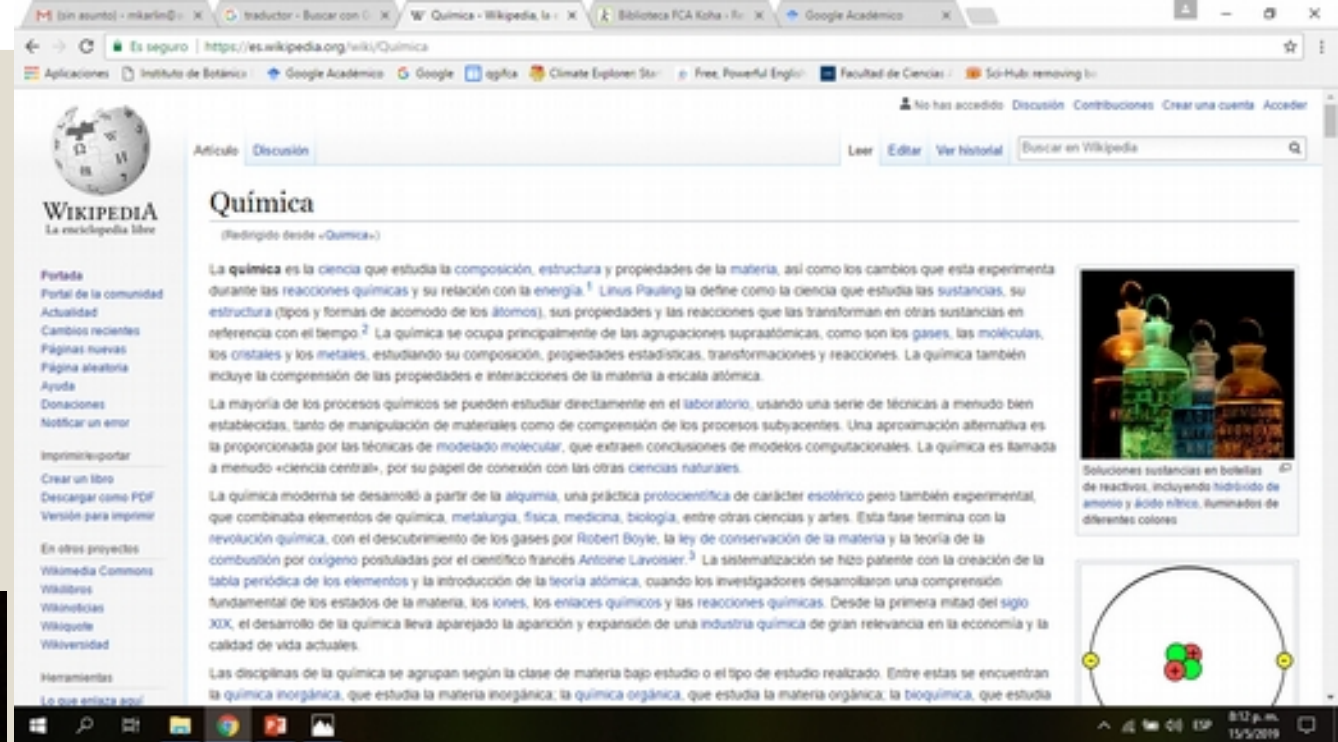 (sin asunto) - mkarlin@
traductor - Buscar con G
Química - Wikipedia, la
Biblioteca FCA Koha - Re
Google Académico
Es seguro | https://es.wikipedia.org/wiki/Química
Aplicaciones Instituto de Botánica Google Académico Google Climate Explorer: Star Free, Powerful English Facultad de Ciencias Sci-Hub: removing ba
No has accedido Discusión Contribuciones Crear una cuenta Acceder
Artículo Discusión Leer Editar Ver historial Buscar en Wikipedia
WIKIPEDIA
La enciclopedia libre
Portada
Portal de la comunidad
Actualidad
Cambios recientes
Páginas nuevas
Página aleatoria
Ayuda
Donaciones
Notificar un error
Imprimir/exportar
Crear un libro
Descargar como PDF
Versión para imprimir
En otros proyectos
Wikimedia Commons
Wikilibros
Wikinoticias
Wikiquote
Wikiversidad
Herramientas
Lo que enlaza aquí
Química
(Redirigido desde «Quimica»)
La química es la ciencia que estudia la composición, estructura y propiedades de la materia, así como los cambios que esta experimenta
durante las reacciones químicas y su relación con la energía.1 Linus Pauling la define como la ciencia que estudia las sustancias, su
estructura (tipos y formas de acomodo de los átomos), sus propiedades y las reacciones que las transforman en otras sustancias en
referencia con el tiempo.2 La química se ocupa principalmente de las agrupaciones supraatómicas, como son los gases, las moléculas,
los cristales y los metales, estudiando su composición, propiedades estadísticas, transformaciones y reacciones. La química también
incluye la comprensión de las propiedades e interacciones de la materia a escala atómica.
La mayoría de los procesos químicos se pueden estudiar directamente en el laboratorio, usando una serie de técnicas a menudo bien
establecidas, tanto de manipulación de materiales como de comprensión de los procesos subyacentes. Una aproximación alternativa es
la proporcionada por las técnicas de modelado molecular, que extraen conclusiones de modelos computacionales. La química es llamada
a menudo «ciencia central», por su papel de conexión con las otras ciencias naturales.
La química moderna se desarrolló a partir de la alquimia, una práctica protocientífica de carácter esotérico pero también experimental,
que combinaba elementos de química, metalurgia, física, medicina, biología, entre otras ciencias y artes. Esta fase termina con la
revolución química, con el descubrimiento de los gases por Robert Boyle, la ley de conservación de la materia y la teoría de la
combustión por oxígeno postuladas por el científico francés Antoine Lavoisier.3 La sistematización se hizo patente con la creación de la
tabla periódica de los elementos y la introducción de la teoría atómica, cuando los investigadores desarrollaron una comprensión
fundamental de los estados de la materia, los iones, los enlaces químicos y las reacciones químicas. Desde la primera mitad del siglo
XIX, el desarrollo de la química lleva aparejado la aparición y expansión de una industria química de gran relevancia en la economía y la
calidad de vida actuales.
Las disciplinas de la química se agrupan según la clase de materia bajo estudio o el tipo de estudio realizado. Entre estas se encuentran
la química inorgánica, que estudia la materia inorgánica; la química orgánica, que estudia la materia orgánica; la bioquímica, que estudia
Soluciones sustancias en botellas
de reactivos, incluyendo hidróxido de
amonio y ácido nítrico, iluminados de
diferentes colores
ESP
8:12 p. m.
15/5/2019